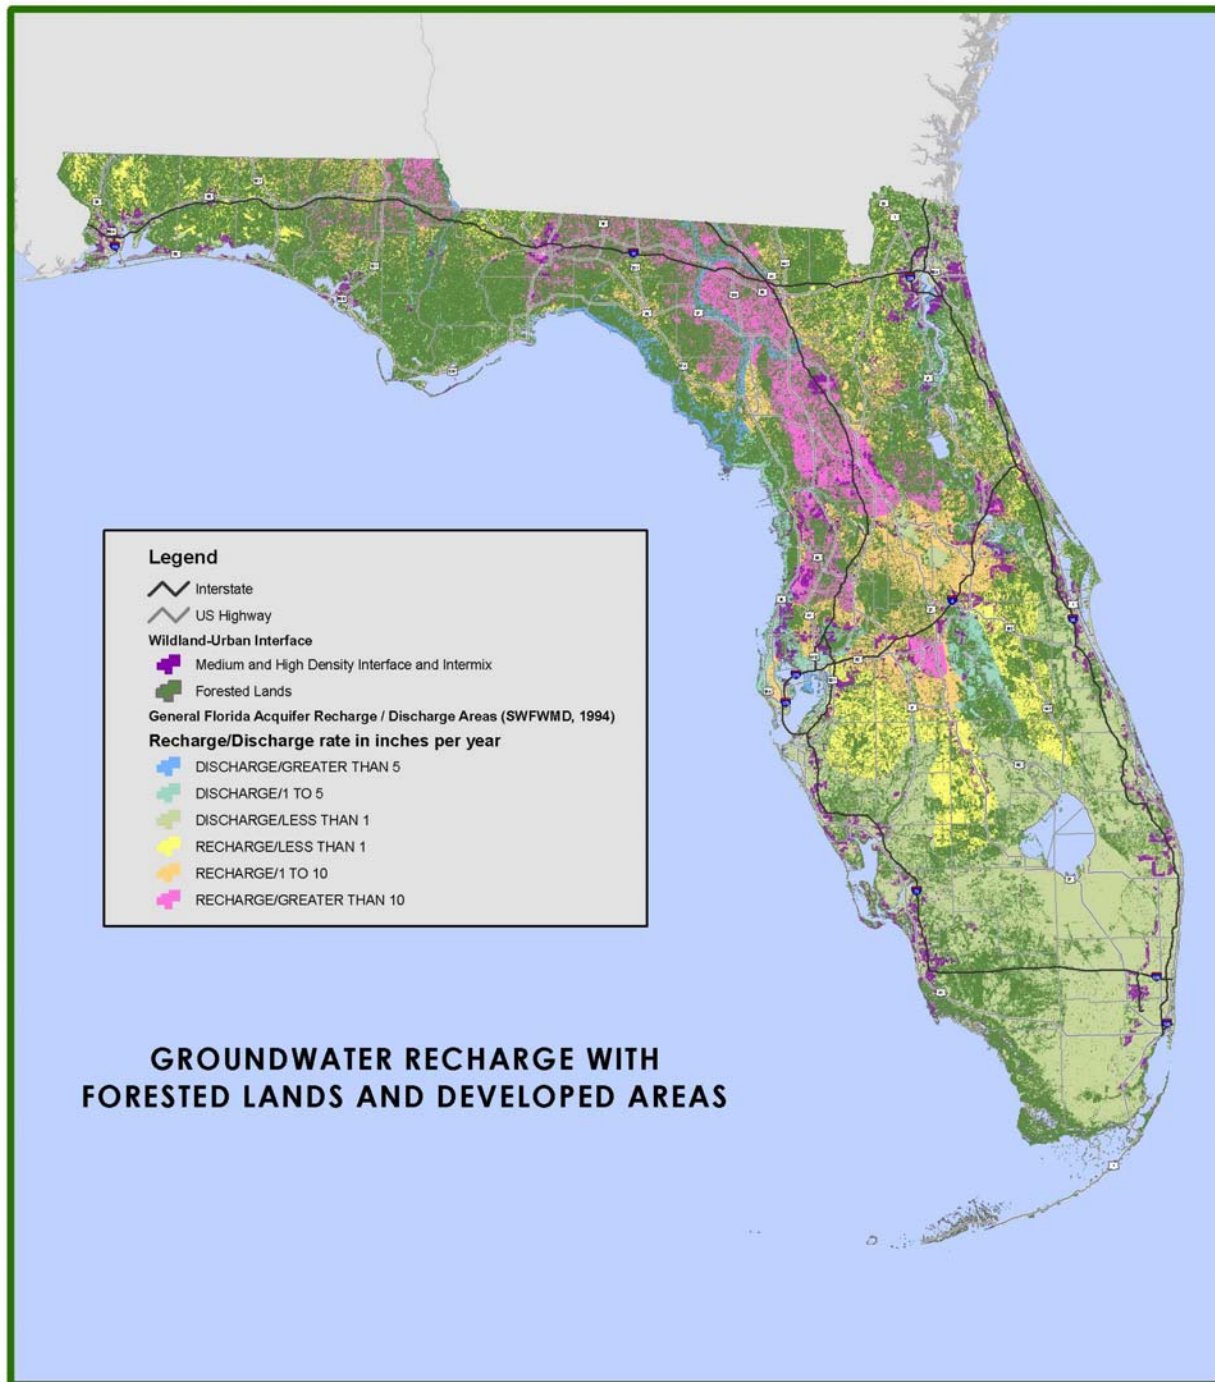 Legend
Interstate
US Highway
Wildland-Urban Interface
Medium and High Density Interface and Intermix
Forested Lands
General Florida Acquifer Recharge / Discharge Areas (SWFWMD, 1994)
Recharge/Discharge rate in inches per year
DISCHARGE/GREATER THAN 5
DISCHARGE/1 TO 5
DISCHARGE/LESS THAN 1
RECHARGE/LESS THAN 1
RECHARGE/1 TO 10
RECHARGE/GREATER THAN 10
GROUNDWATER RECHARGE WITH
FORESTED LANDS AND DEVELOPED AREAS